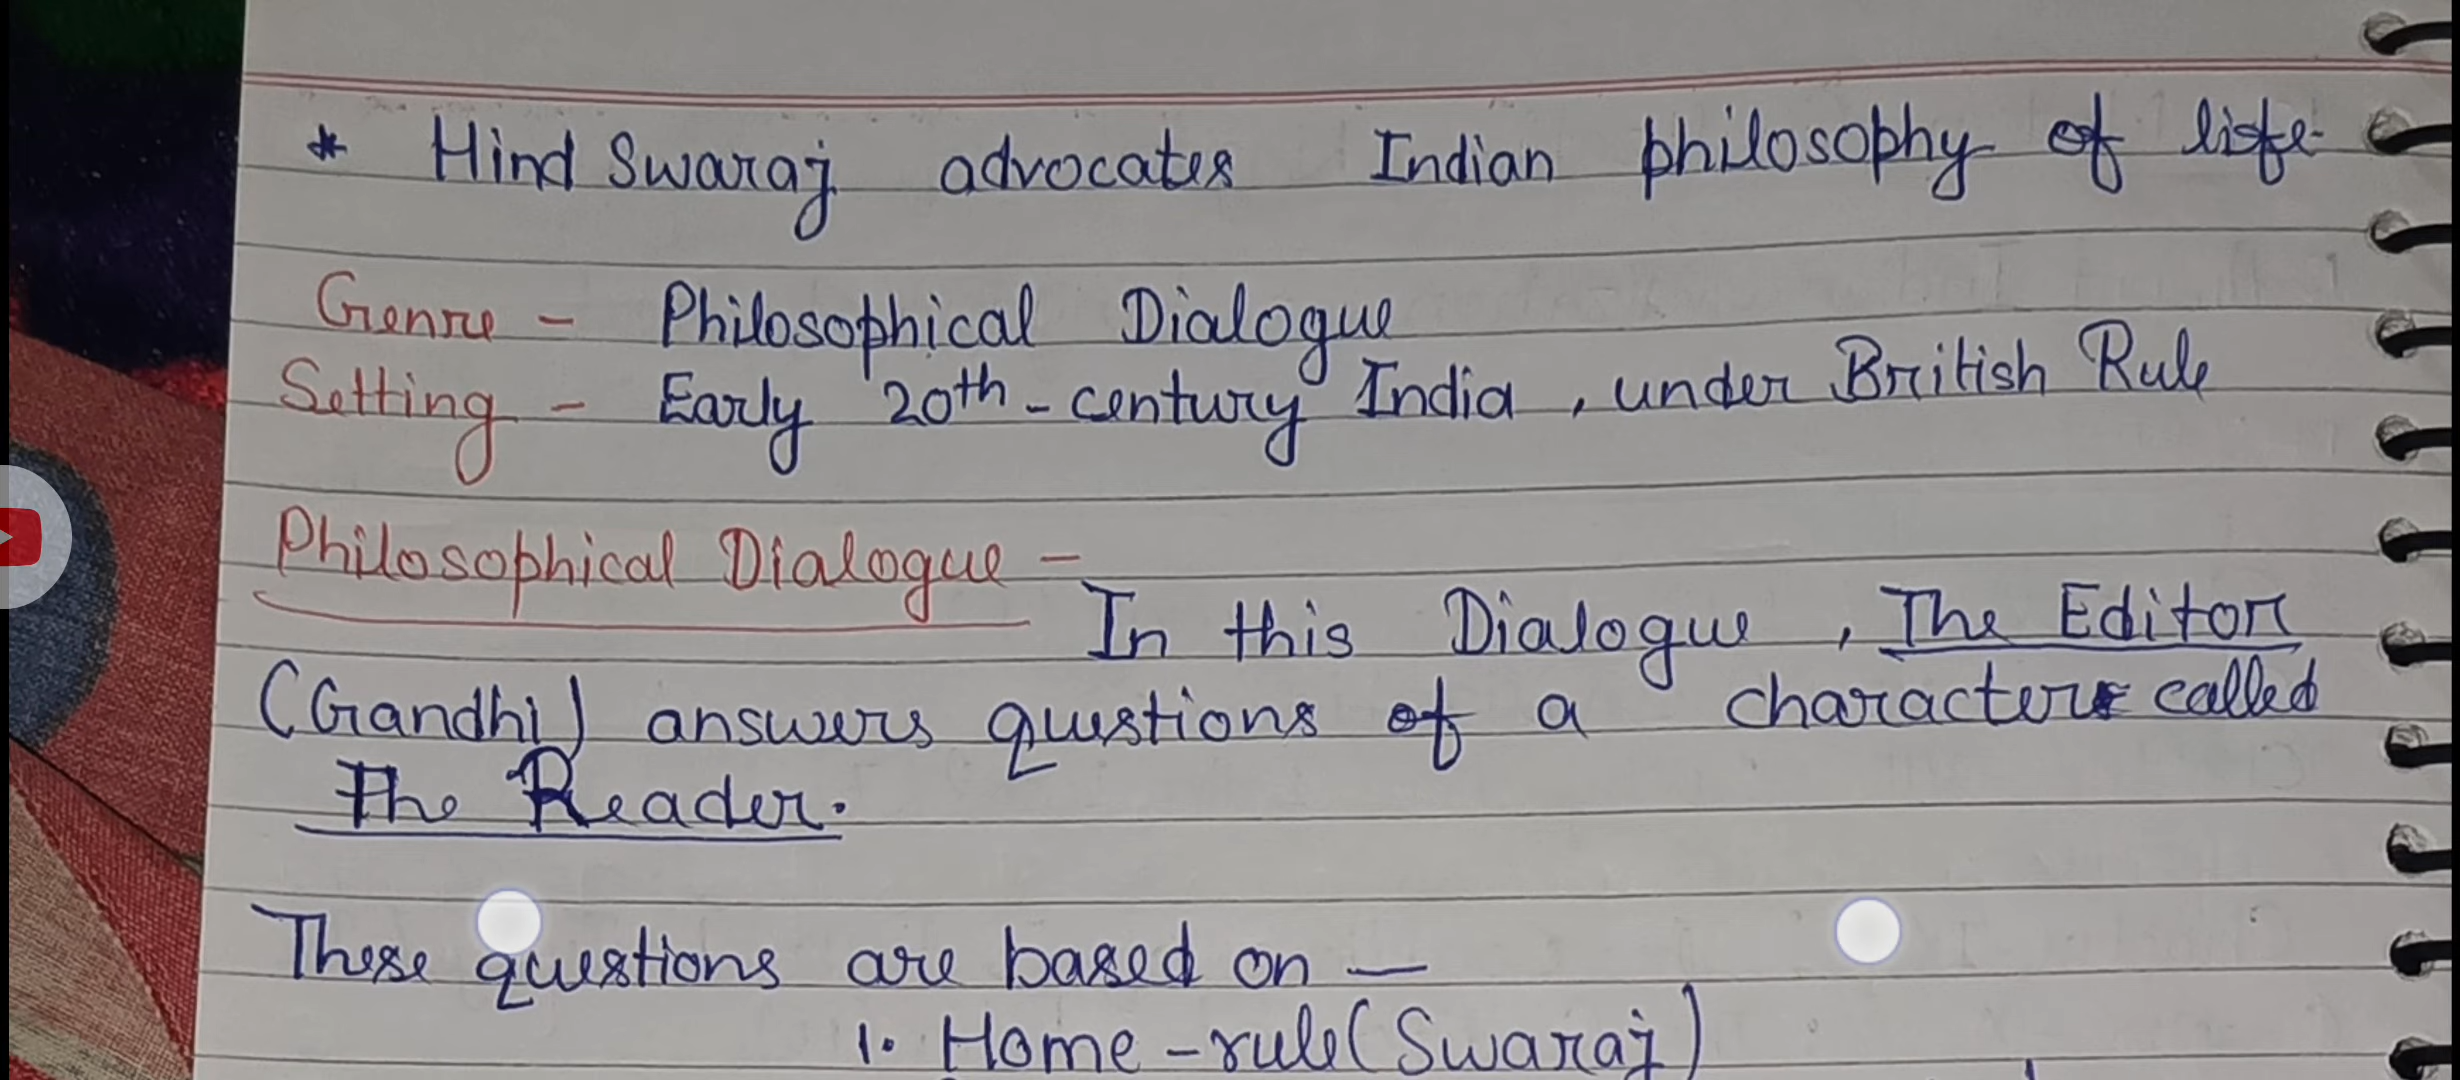 * Hind Swaraj advocates Indian philosophy of life
Genre - Philosophical Dialogue
Setting - Early 20th-century India, under British Rule
Philosophical Dialogue -
In this Dialogue, The Editor
(Gandhi) answers questions of a character called
The Reader.
These questions are based on —
1. Home-rule (Swaraj)